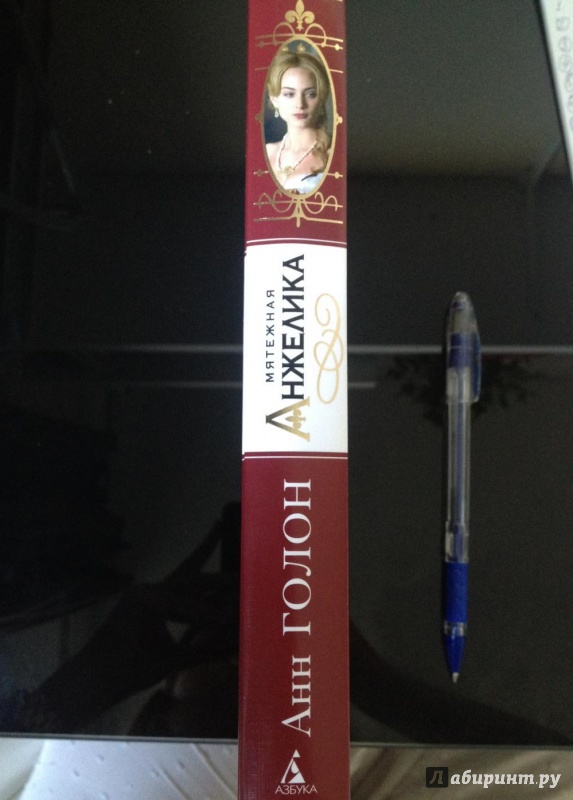 Анн ГОЛОН
МЯТЕЖНАЯ
АНЖЕЛИКА
АЗБУКА
Лабиринт.ру